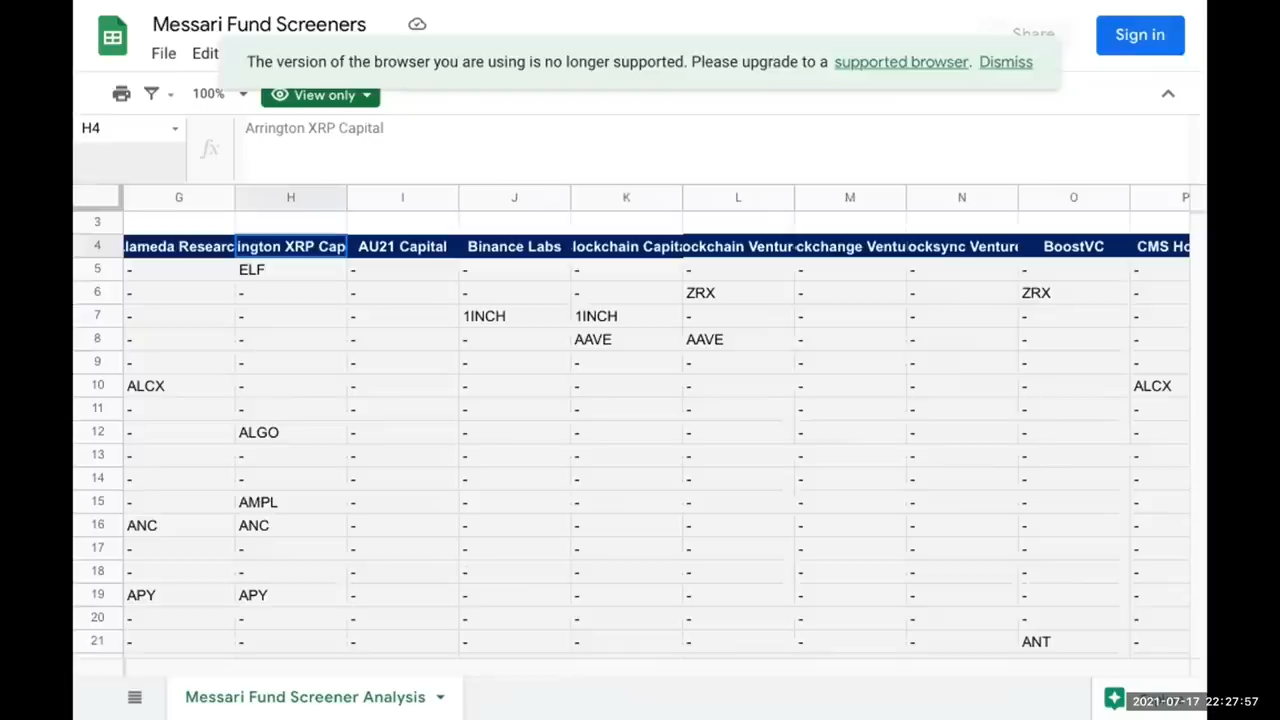 Messari Fund Screeners
File Edit Share Sign in
The version of the browser you are using is no longer supported. Please upgrade to a supported browser. Dismiss
100% View only
H4 Arrington XRP Capital
fx
G H I J K L M N O P
3
4 lameda Researc ington XRP Cap AU21 Capital Binance Labs lockchain Capita ockchain Ventur ckchange Ventu ocksync Venture BoostVC CMS Ho
5 - ELF - - - - - - - -
6 - - - - - ZRX - - ZRX -
7 - - - 1INCH 1INCH - - - - -
8 - - - - AAVE AAVE - - - -
9 - - - - - - - - - -
10 ALCX - - - - - - - - ALCX
11 - - - - - - - - - -
12 - ALGO - - - - - - - -
13 - - - - - - - - - -
14 - - - - - - - - - -
15 - AMPL - - - - - - - -
16 ANC ANC - - - - - - - -
17 - - - - - - - - - -
18 - - - - - - - - - -
19 APY APY - - - - - - - -
20 - - - - - - - - - -
21 - - - - - - - - ANT -
Messari Fund Screener Analysis
2021-07-17 22:27:57